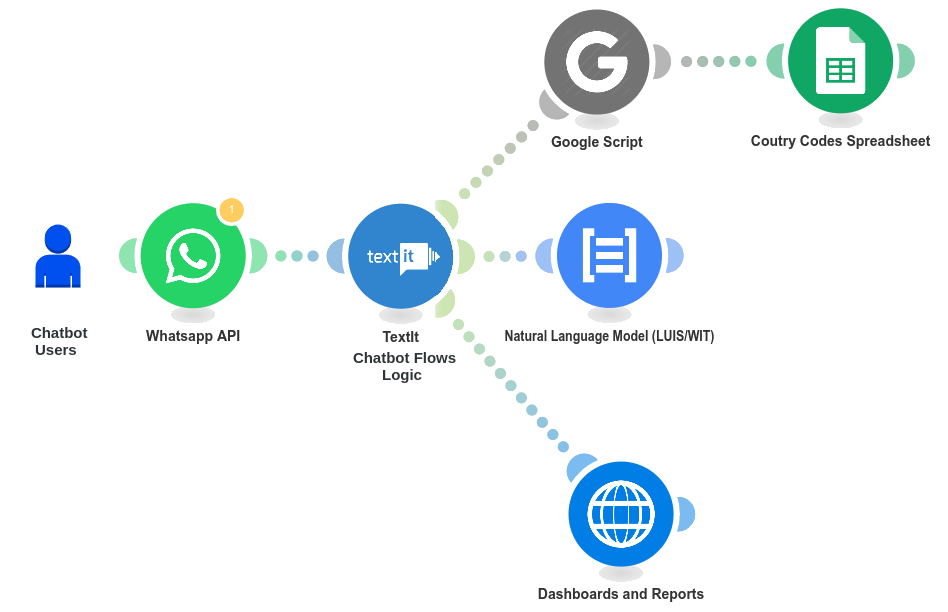 Google Script
Coutry Codes Spreadsheet
1
Chatbot
Users
Whatsapp API
textit
TextIt
Chatbot Flows
Logic
Natural Language Model (LUIS/WIT)
Dashboards and Reports